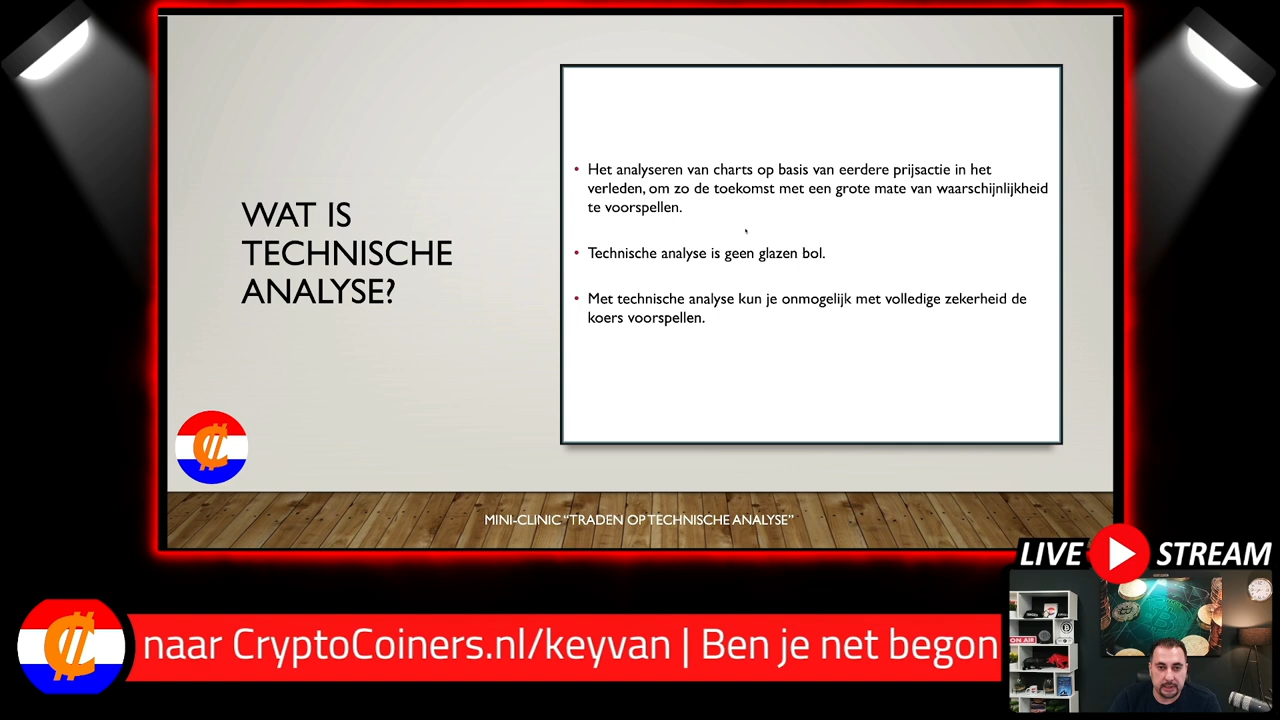 WAT IS
TECHNISCHE
ANALYSE?
• Het analyseren van charts op basis van eerdere prijsactie in het
verleden, om zo de toekomst met een grote mate van waarschijnlijkheid
te voorspellen.
• Technische analyse is geen glazen bol.
• Met technische analyse kun je onmogelijk met volledige zekerheid de
koers voorspellen.
MINI-CLINIC “TRADEN OP TECHNISCHE ANALYSE”
LIVE STREAM
naar CryptoCoiners.nl/keyvan | Ben je net begon
ON AIR